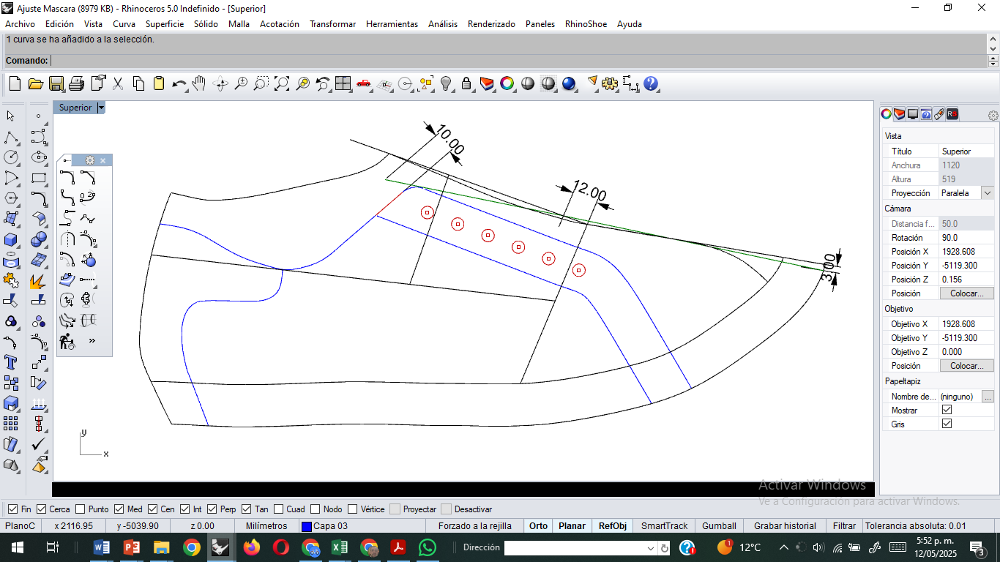 Ajuste Mascara (8979 KB) - Rhinoceros 5.0 Indefinido - [Superior]
Archivo Edición Vista Curva Superficie Sólido Malla Acotación Transformar Herramientas Análisis Renderizado Paneles RhinoShoe Ayuda
1 curva se ha añadido a la selección.
Comando:
Superior
10.00
12.00
3.00
y
x
Vista
Título Superior
Anchura 1120
Altura 519
Proyección Paralela
Cámara
Distancia f... 50.0
Rotación 90.0
Posición X 1928.608
Posición Y -5119.300
Posición Z 0.156
Posición Colocar...
Objetivo
Objetivo X 1928.608
Objetivo Y -5119.300
Objetivo Z 0.000
Posición Colocar...
Papeltapiz
Nombre de... (ninguno) ...
Mostrar
Gris
Activar Windows
Ve a Configuración para activar Windows.
Fin Cerca Punto Med Cen Int Perp Tan Cuad Nodo Vértice Proyectar Desactivar
PlanoC x 2116.95 y -5039.90 z 0.00 Milímetros Capa 03 Forzado a la rejilla Orto Planar RefObj SmartTrack Gumball Grabar historial Filtrar Tolerancia absoluta: 0.01
Dirección 12°C 5:52 p. m.
12/05/2025
3